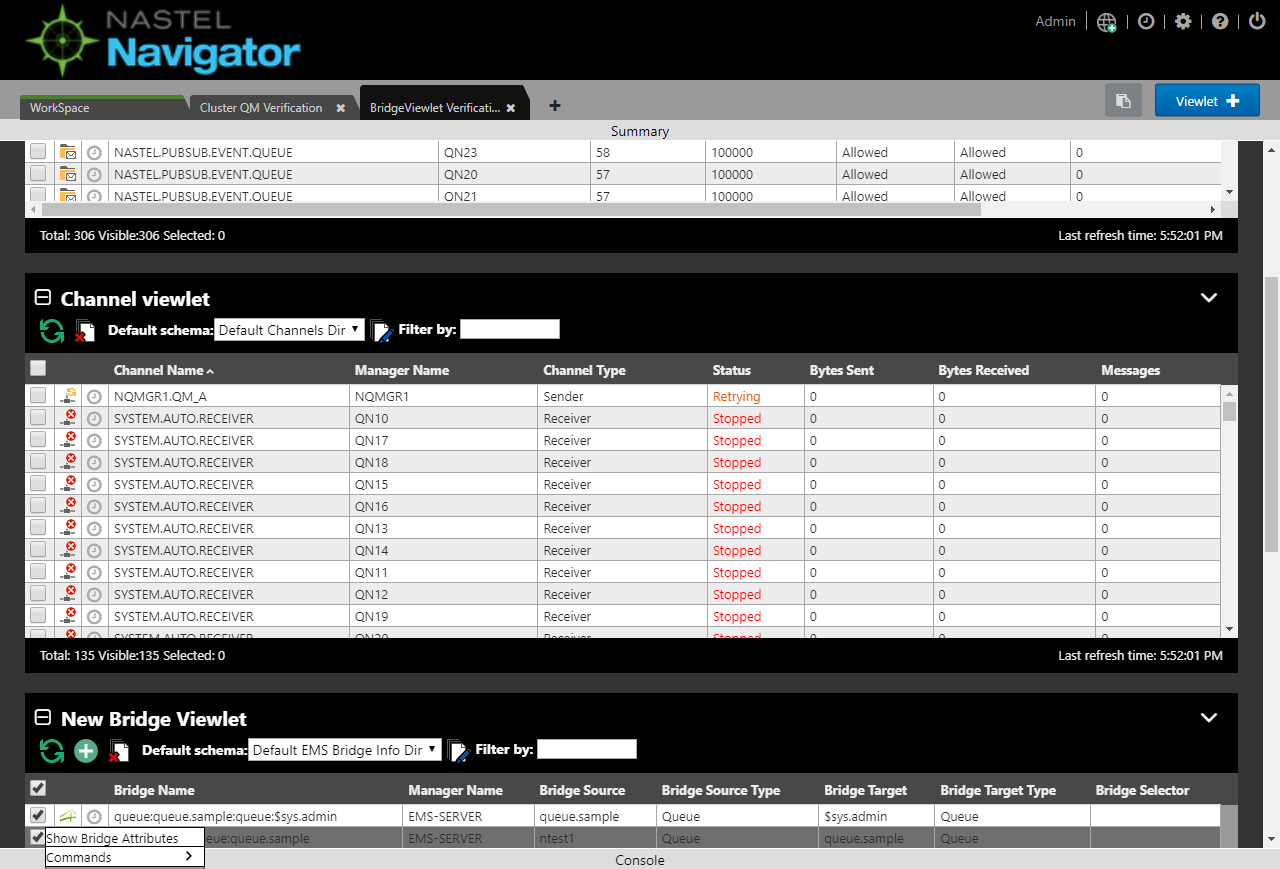 NASTEL
Navigator
Admin
WorkSpace Cluster QM Verification BridgeViewlet Verificati... Viewlet
Summary
NASTEL.PUBSUB.EVENT.QUEUE QN23 58 100000 Allowed Allowed 0
NASTEL.PUBSUB.EVENT.QUEUE QN20 57 100000 Allowed Allowed 0
NASTEL.PUBSUB.EVENT.QUEUE QN21 57 100000 Allowed Allowed 0
Total: 306 Visible:306 Selected: 0 Last refresh time: 5:52:01 PM
Channel viewlet
Default schema: Default Channels Dir Filter by:
Channel Name Manager Name Channel Type Status Bytes Sent Bytes Received Messages
NQMGR1.QM_A NQMGR1 Sender Retrying 0 0 0
SYSTEM.AUTO.RECEIVER QN10 Receiver Stopped 0 0 0
SYSTEM.AUTO.RECEIVER QN17 Receiver Stopped 0 0 0
SYSTEM.AUTO.RECEIVER QN18 Receiver Stopped 0 0 0
SYSTEM.AUTO.RECEIVER QN15 Receiver Stopped 0 0 0
SYSTEM.AUTO.RECEIVER QN16 Receiver Stopped 0 0 0
SYSTEM.AUTO.RECEIVER QN13 Receiver Stopped 0 0 0
SYSTEM.AUTO.RECEIVER QN14 Receiver Stopped 0 0 0
SYSTEM.AUTO.RECEIVER QN11 Receiver Stopped 0 0 0
SYSTEM.AUTO.RECEIVER QN12 Receiver Stopped 0 0 0
SYSTEM.AUTO.RECEIVER QN19 Receiver Stopped 0 0 0
SYSTEM.AUTO.RECEIVER QN20 Receiver Stopped 0 0 0
Total: 135 Visible:135 Selected: 0 Last refresh time: 5:52:01 PM
New Bridge Viewlet
Default schema: Default EMS Bridge Info Dir Filter by:
Bridge Name Manager Name Bridge Source Bridge Source Type Bridge Target Bridge Target Type Bridge Selector
queue:queue.sample:queue:$sys.admin EMS-SERVER queue.sample Queue $sys.admin Queue
Show Bridge Attributes eue:queue.sample EMS-SERVER ntest1 Queue queue.sample Queue
Commands
Console